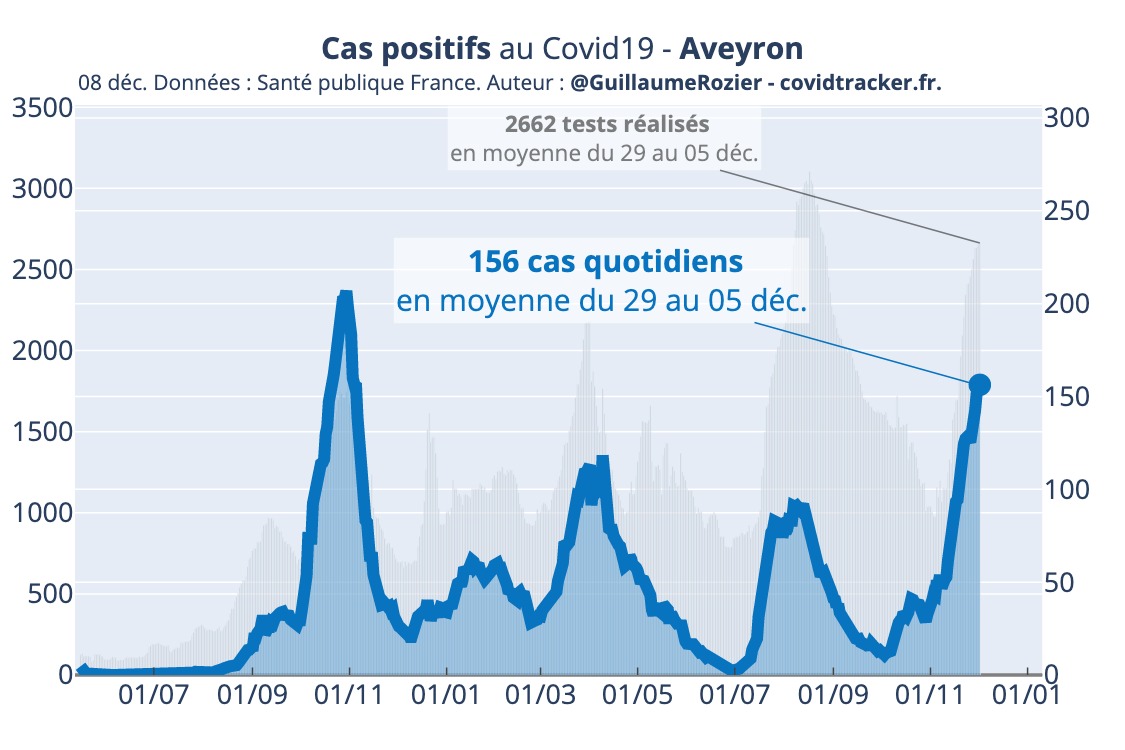 Cas positifs au Covid19 - Aveyron
08 déc. Données : Santé publique France. Auteur : @GuillaumeRozier - covidtracker.fr.
3500
3000
2500
2000
1500
1000
500
0
2662 tests réalisés
en moyenne du 29 au 05 déc.
156 cas quotidiens
en moyenne du 29 au 05 déc.
300
250
200
150
100
50
0
01/07 01/09 01/11 01/01 01/03 01/05 01/07 01/09 01/11 01/01